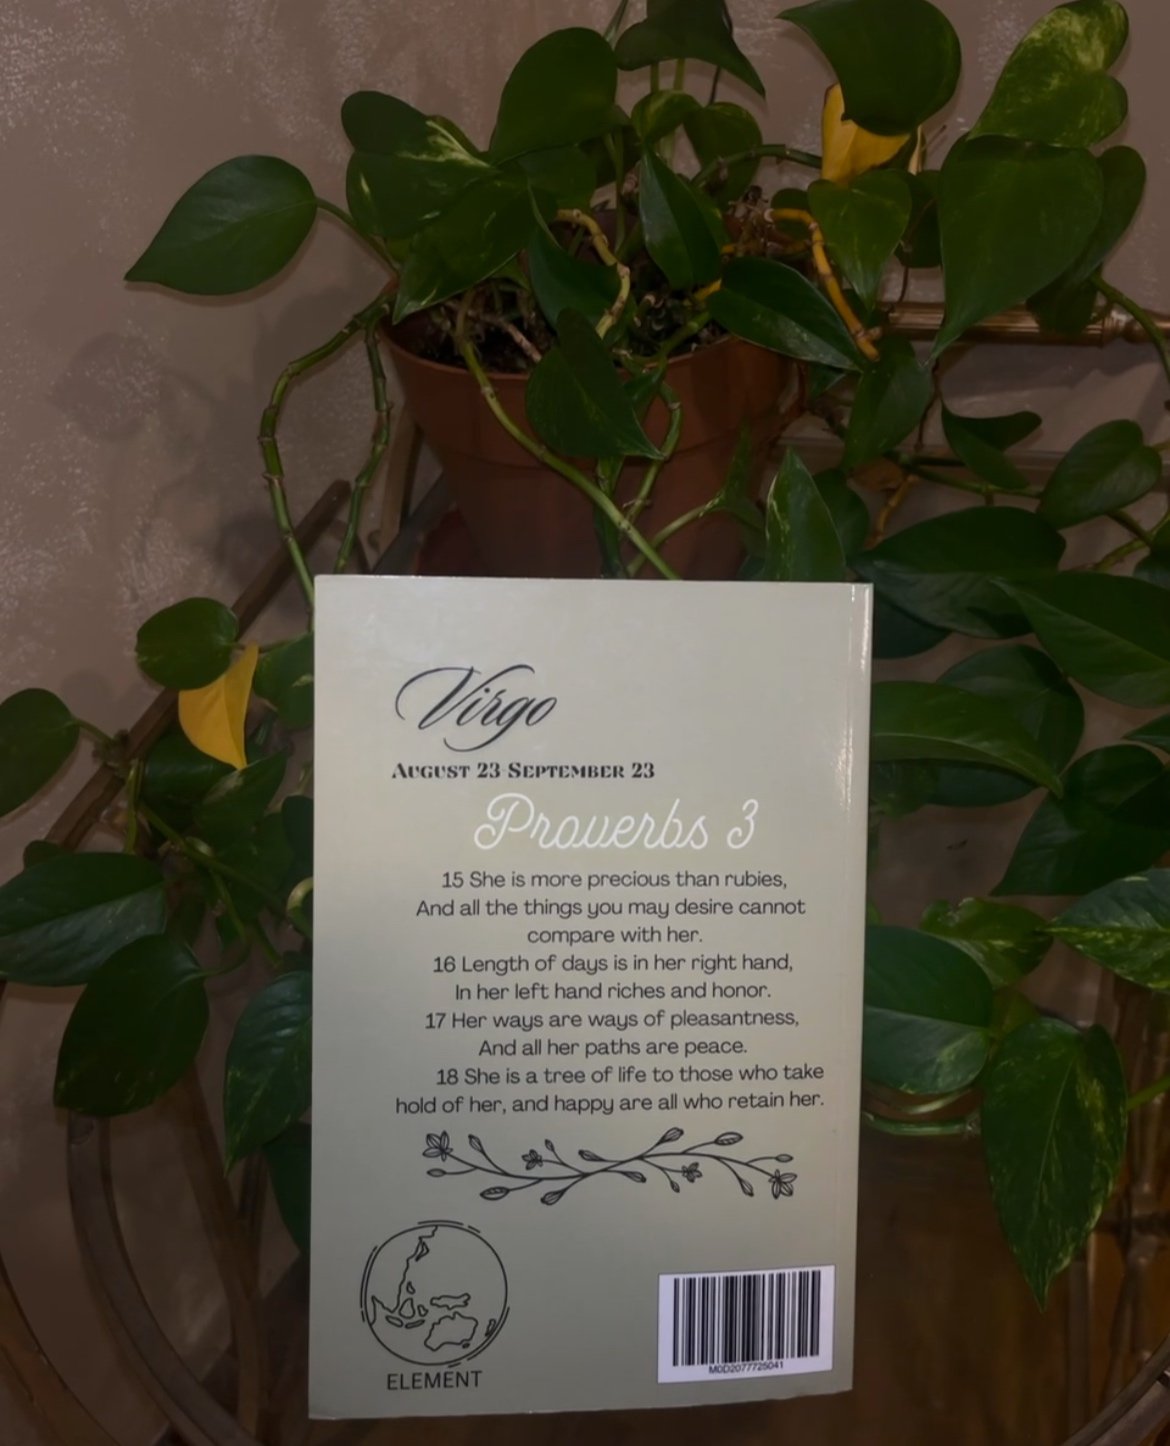 Virgo
AUGUST 23 SEPTEMBER 23
Proverbs 3
15 She is more precious than rubies,
And all the things you may desire cannot
compare with her.
16 Length of days is in her right hand,
In her left hand riches and honor.
17 Her ways are ways of pleasantness,
And all her paths are peace.
18 She is a tree of life to those who take
hold of her, and happy are all who retain her.
ELEMENT
M0D2077725041